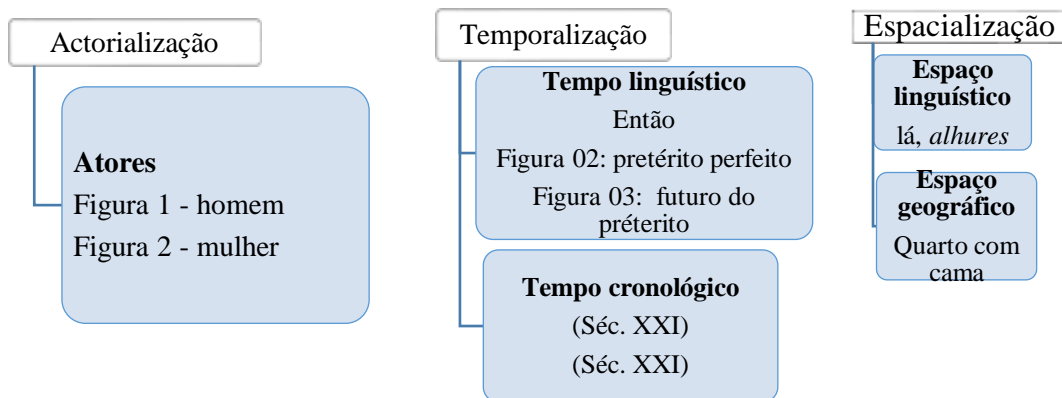 Actorialização
Atores
Figura 1 - homem
Figura 2 - mulher
Temporalização
Tempo linguístico
Então
Figura 02: pretérito perfeito
Figura 03: futuro do
préterito
Tempo cronológico
(Séc. XXI)
(Séc. XXI)
Espacialização
Espaço
linguístico
lá, alhures
Espaço
geográfico
Quarto com
cama